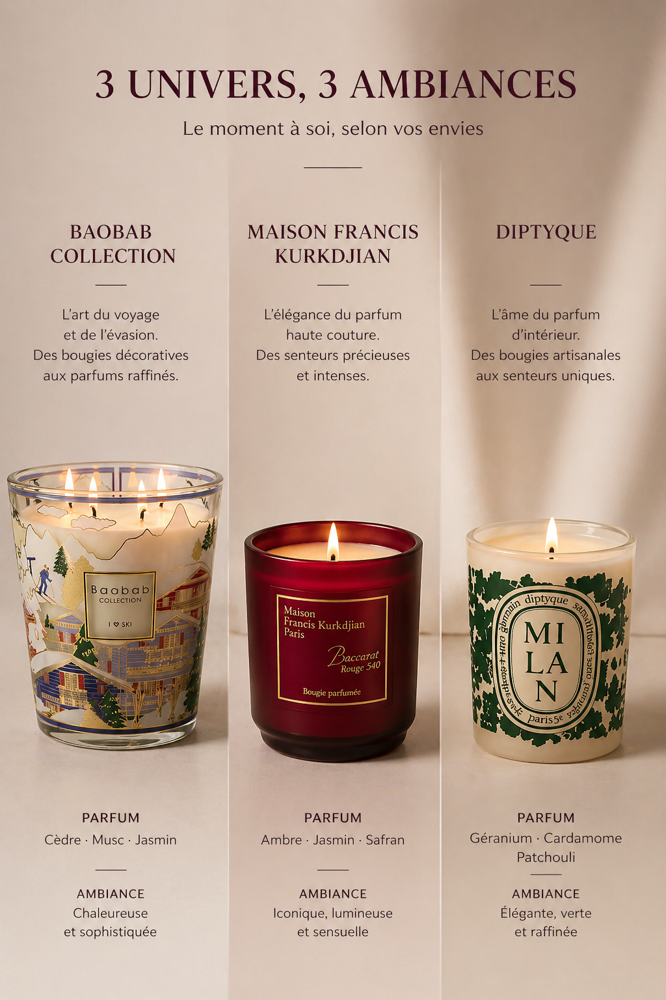 3 UNIVERS, 3 AMBIANCES
Le moment à soi, selon vos envies
BAOBAB
COLLECTION
L'art du voyage
et de l'évasion.
Des bougies décoratives
aux parfums raffinés.
MAISON FRANCIS
KURKDJIAN
L'élégance du parfum
haute couture.
Des senteurs précieuses
et intenses.
DIPTYQUE
L'âme du parfum
d'intérieur.
Des bougies artisanales
aux senteurs uniques.
Baobab
COLLECTION
I ♡ SKI
Maison
Francis Kurkdjian
Paris
Baccarat
Rouge 540
Bougie parfumée
diptyque
MI
LA
N
paris 5e
PARFUM
Cèdre · Musc · Jasmin
AMBIANCE
Chaleureuse
et sophistiquée
PARFUM
Ambre · Jasmin · Safran
AMBIANCE
Iconique, lumineuse
et sensuelle
PARFUM
Géranium · Cardamome
Patchouli
AMBIANCE
Élégante, verte
et raffinée